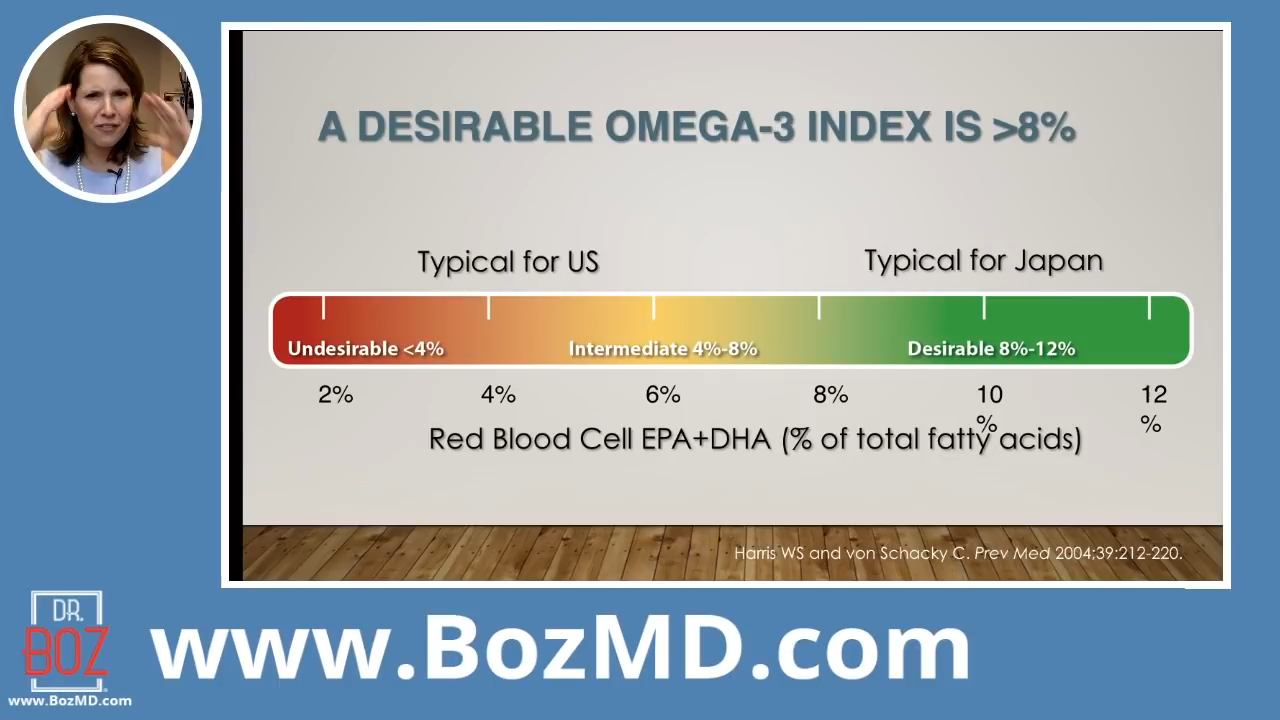 A DESIRABLE OMEGA-3 INDEX IS >8%
Typical for US
Typical for Japan
Undesirable <4%
Intermediate 4%-8%
Desirable 8%-12%
2%
4%
6%
8%
10
%
12
%
Red Blood Cell EPA+DHA (% of total fatty acids)
Harris WS and von Schacky C. Prev Med 2004;39:212-220.
DR.
BOZ
www.BozMD.com
www.BozMD.com